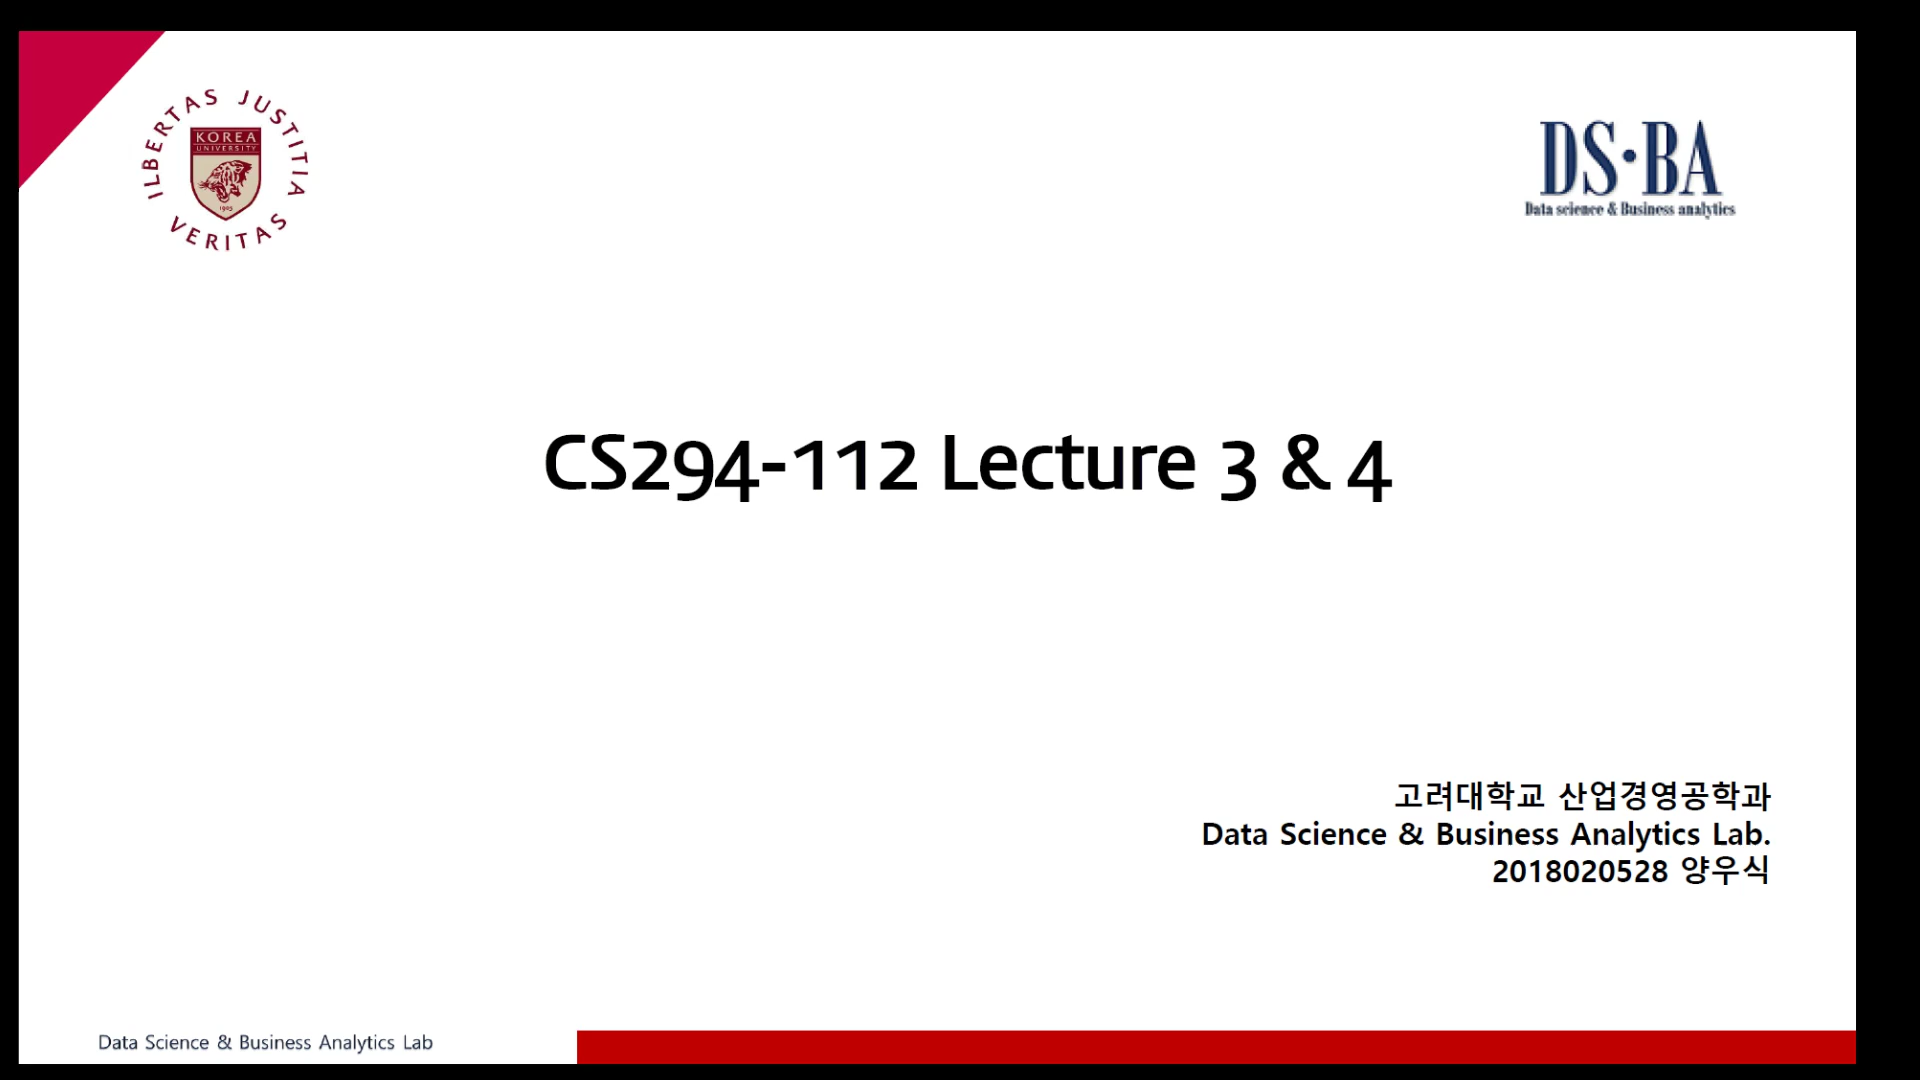 ILBERTAS JUSTITIA
VERITAS
KOREA
UNIVERSITY
1905
DS·BA
Data science & Business analytics
CS294-112 Lecture 3 & 4
고려대학교 산업경영공학과
Data Science & Business Analytics Lab.
2018020528 양우식
Data Science & Business Analytics Lab